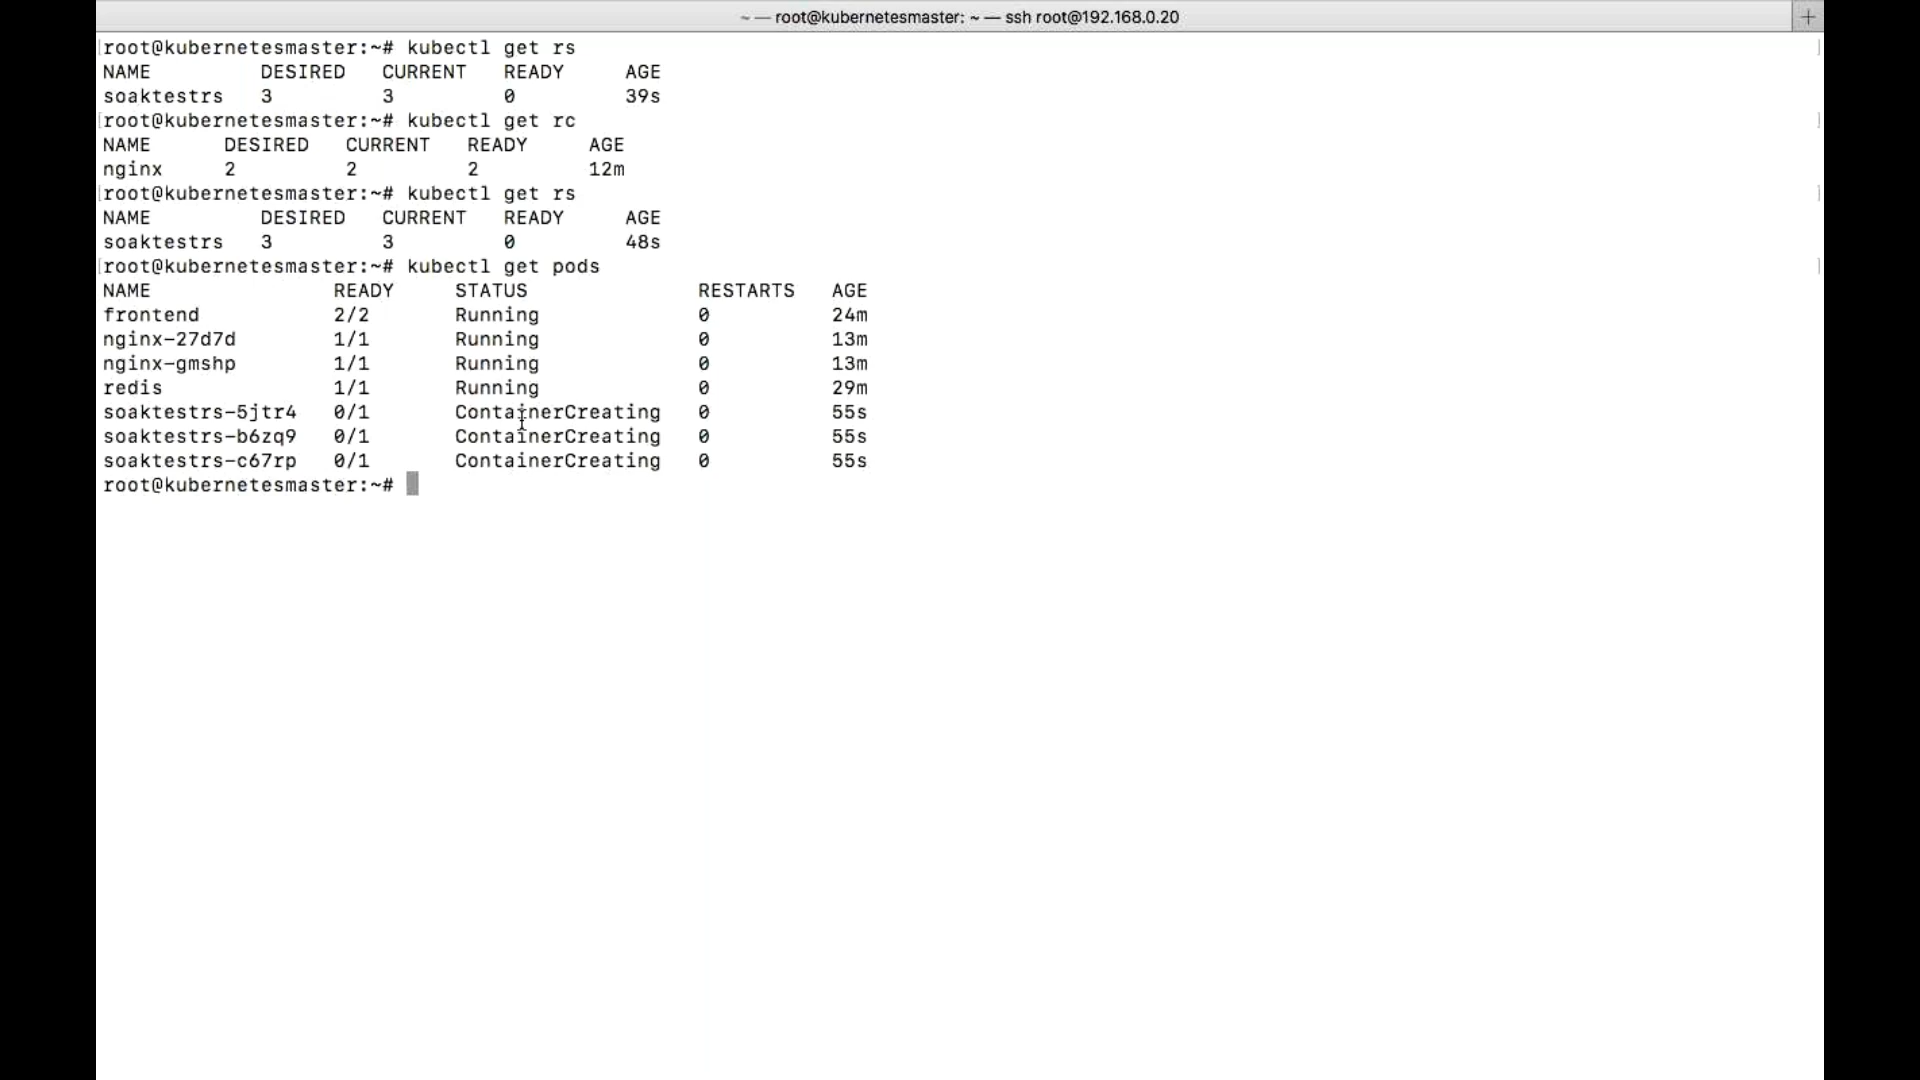 ~ — root@kubernetesmaster: ~ — ssh root@192.168.0.20
root@kubernetesmaster:~# kubectl get rs
NAME DESIRED CURRENT READY AGE
soaktestrs 3 3 0 39s
root@kubernetesmaster:~# kubectl get rc
NAME DESIRED CURRENT READY AGE
nginx 2 2 2 12m
root@kubernetesmaster:~# kubectl get rs
NAME DESIRED CURRENT READY AGE
soaktestrs 3 3 0 48s
root@kubernetesmaster:~# kubectl get pods
NAME READY STATUS RESTARTS AGE
frontend 2/2 Running 0 24m
nginx-27d7d 1/1 Running 0 13m
nginx-gmshp 1/1 Running 0 13m
redis 1/1 Running 0 29m
soaktestrs-5jtr4 0/1 ContainerCreating 0 55s
soaktestrs-b6zq9 0/1 ContainerCreating 0 55s
soaktestrs-c67rp 0/1 ContainerCreating 0 55s
root@kubernetesmaster:~#